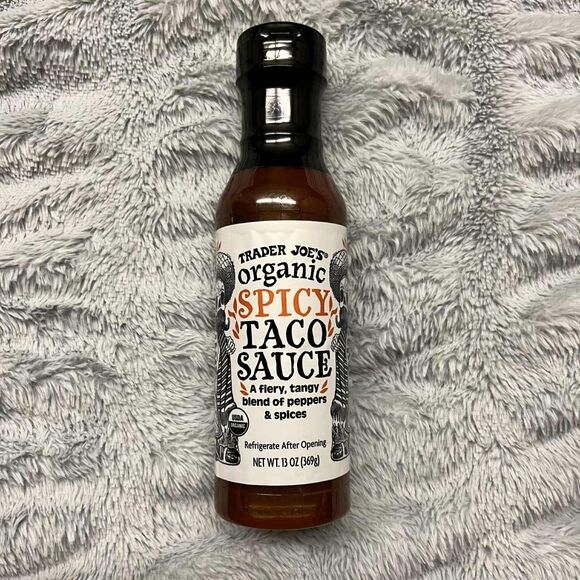 TRADER JOE'S®
organic
SPICY
TACO
SAUCE
A fiery, tangy
blend of peppers
& spices
USDA
ORGANIC
Refrigerate After Opening
NET WT. 13 OZ (369g)